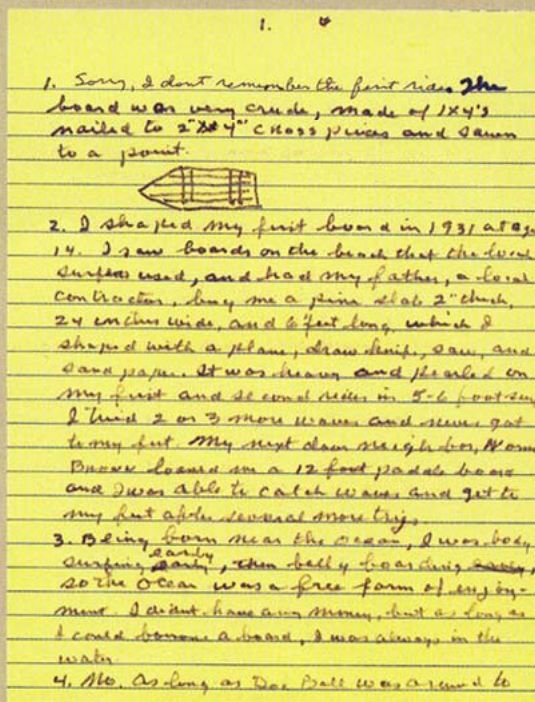 1.
1. Sorry, I dont remember the first ride. The
board was very crude, made of 1x4's
nailed to 2"x4" cross pieces and sawn
to a point.
2. I shaped my first board in 1931 at age
14. I saw boards on the beach that the local
surfers used, and had my father, a local
contractor, buy me a pine slab 2" thick,
24 inches wide, and 6 feet long, which I
shaped with a plane, draw knife, saw, and
sand paper. It was heavy and pearled on
my first and second rides in 5-6 foot surf
I tried 2 or 3 more waves and never got
to my feet. My next door neighbor,
Brown loaned me a 12 foot paddle board
and I was able to catch waves and get to
my feet after several more trips.
3. Being born near the ocean, I was body
surfing early, then belly boarding
so the Ocean was a free form of enjoy-
ment. I didnt have any money, but as long as
I could borrow a board, I was always in the
water.
4. No. As long as Doc Ball was around to